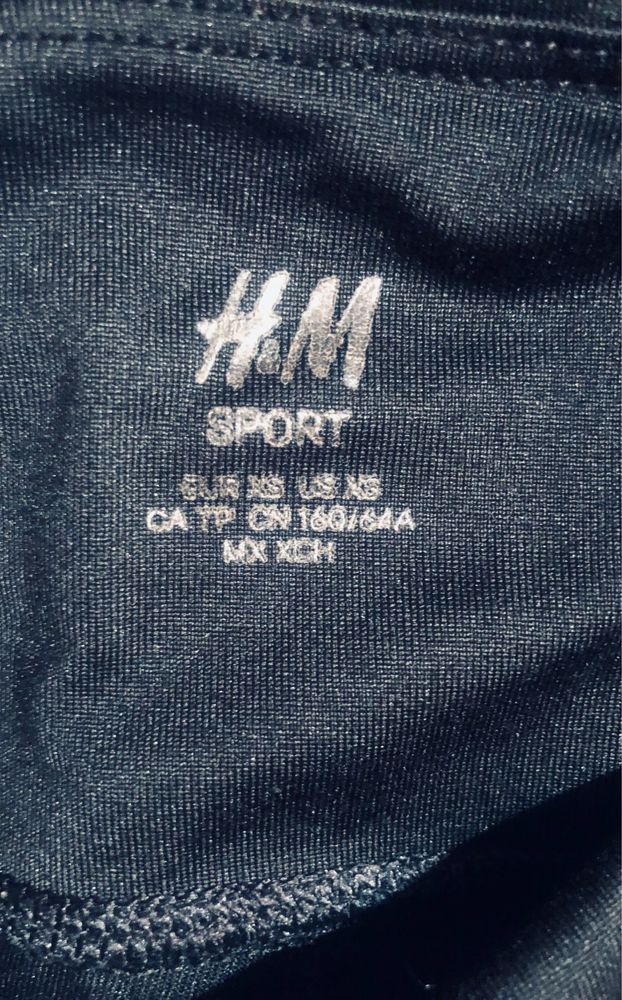 H&M
SPORT
EUR XS US XS
CA TP CN 160/64A
MX XCH